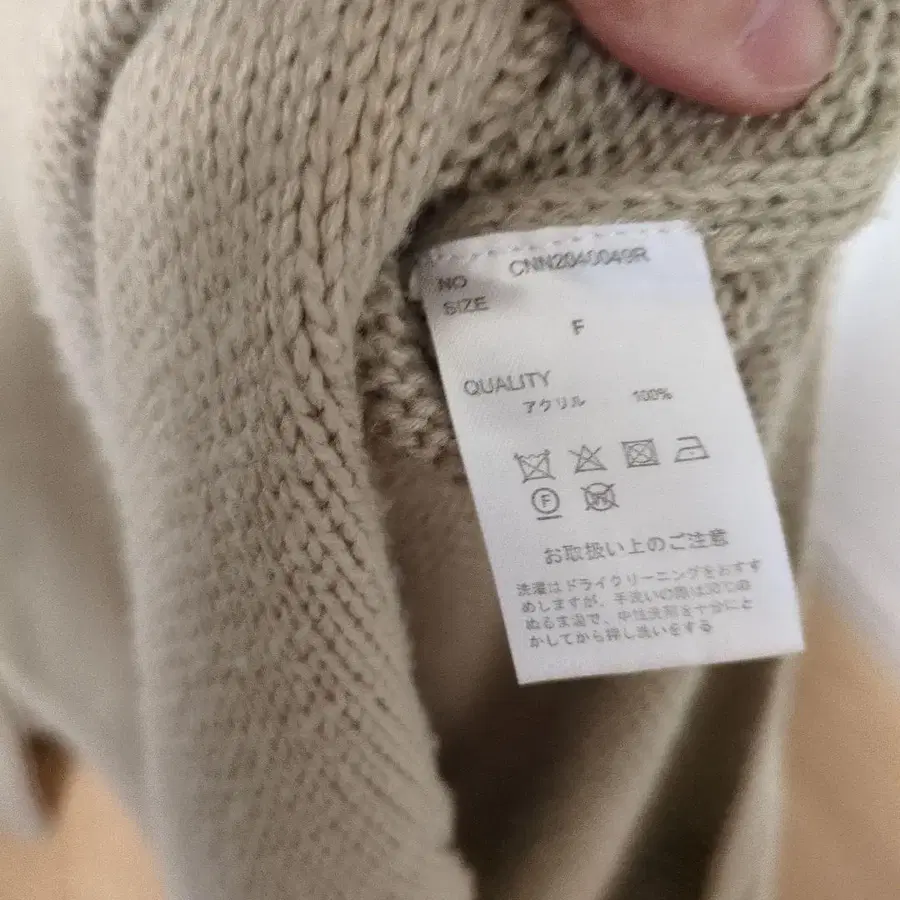 NO CNN2040049R
SIZE
F
QUALITY
アクリル 100%
F
W
お取扱い上のご注意
洗濯はドライクリーニングをおすす
めしますが、手洗いの際は30℃の
ぬるま湯で、中性洗剤を十分にと
かしてから押し洗いをする